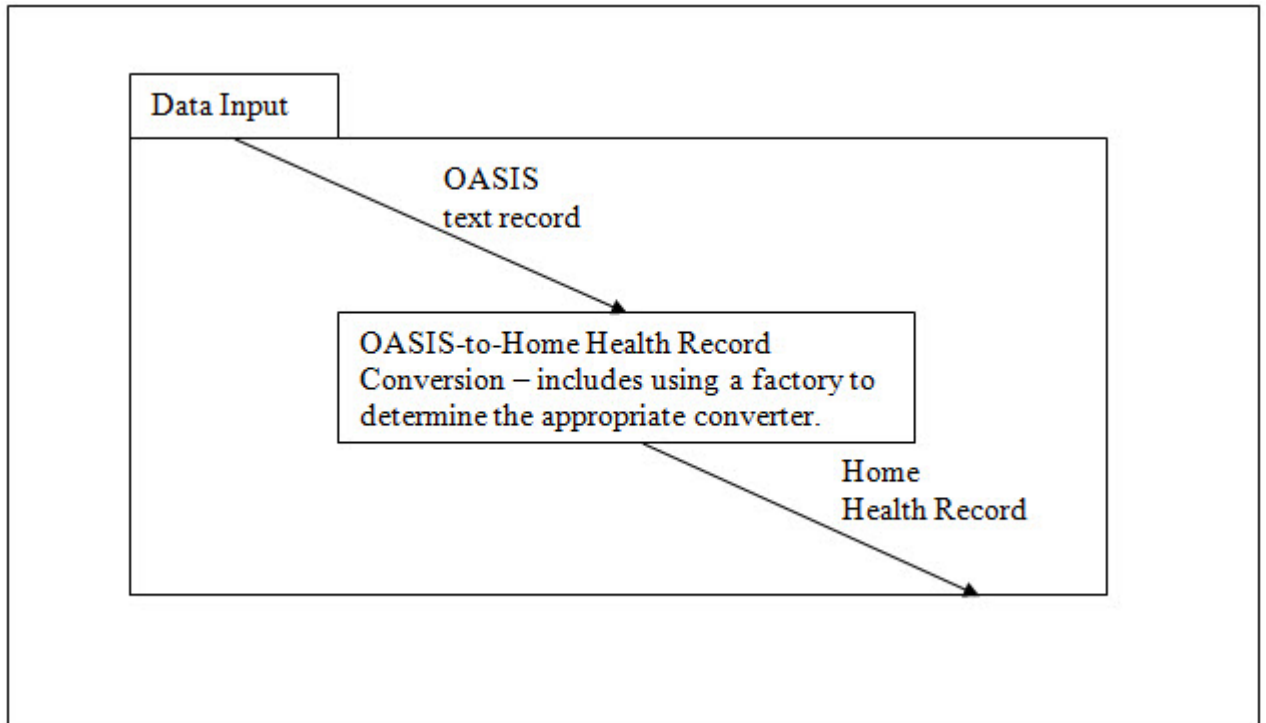 Data Input
OASIS
text record
OASIS-to-Home Health Record
Conversion – includes using a factory to
determine the appropriate converter.
Home
Health Record